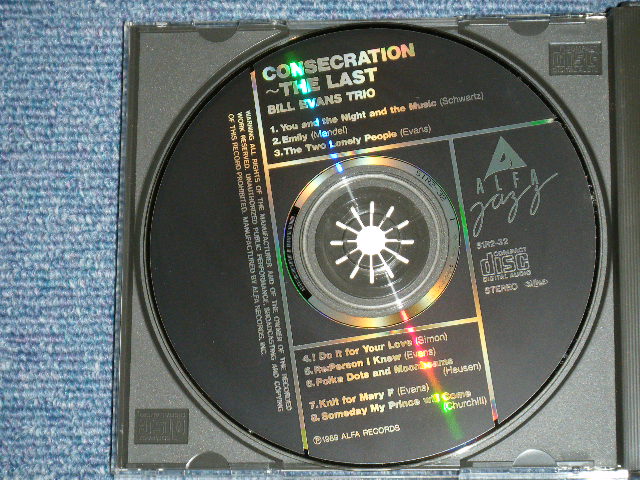 CONSECRATION
~THE LAST
BILL EVANS TRIO
1. You and the Night and the Music (Schwartz)
2. Emily (Mandel)
3. The Two Lonely People (Evans)
WARNING: ALL RIGHTS OF THE MANUFACTURER AND OF THE OWNER OF THE RECORDED
WORK RESERVED. UNAUTHORIZED PUBLIC PERFORMANCE, BROADCASTING AND COPYING
OF THIS RECORD PROHIBITED. MANUFACTURED BY ALFA RECORDS, INC.
ALFA
jazz
51R2-32
COMPACT
disc
DIGITAL AUDIO
STEREO
4. I Do It for Your Love (Simon)
5. Re:Person I Knew (Evans)
6. Polka Dots and Moonbeams
(Heusen)
7. Knit for Mary F (Evans)
8. Someday My Prince will Come
(Churchill)
Ⓟ1989 ALFA RECORDS